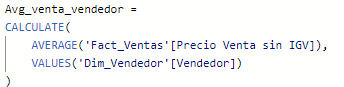 Avg_venta_vendedor =
CALCULATE(
    AVERAGE('Fact_Ventas'[Precio Venta sin IGV]),
    VALUES('Dim_Vendedor'[Vendedor])
)